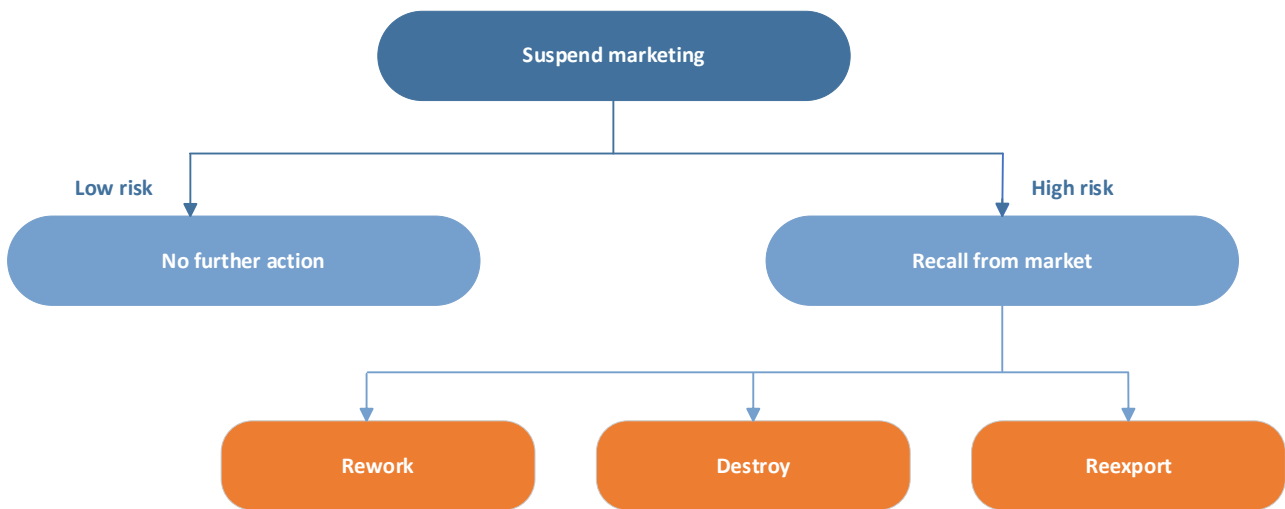 Suspend marketing
Low risk
High risk
No further action
Recall from market
Rework
Destroy
Reexport